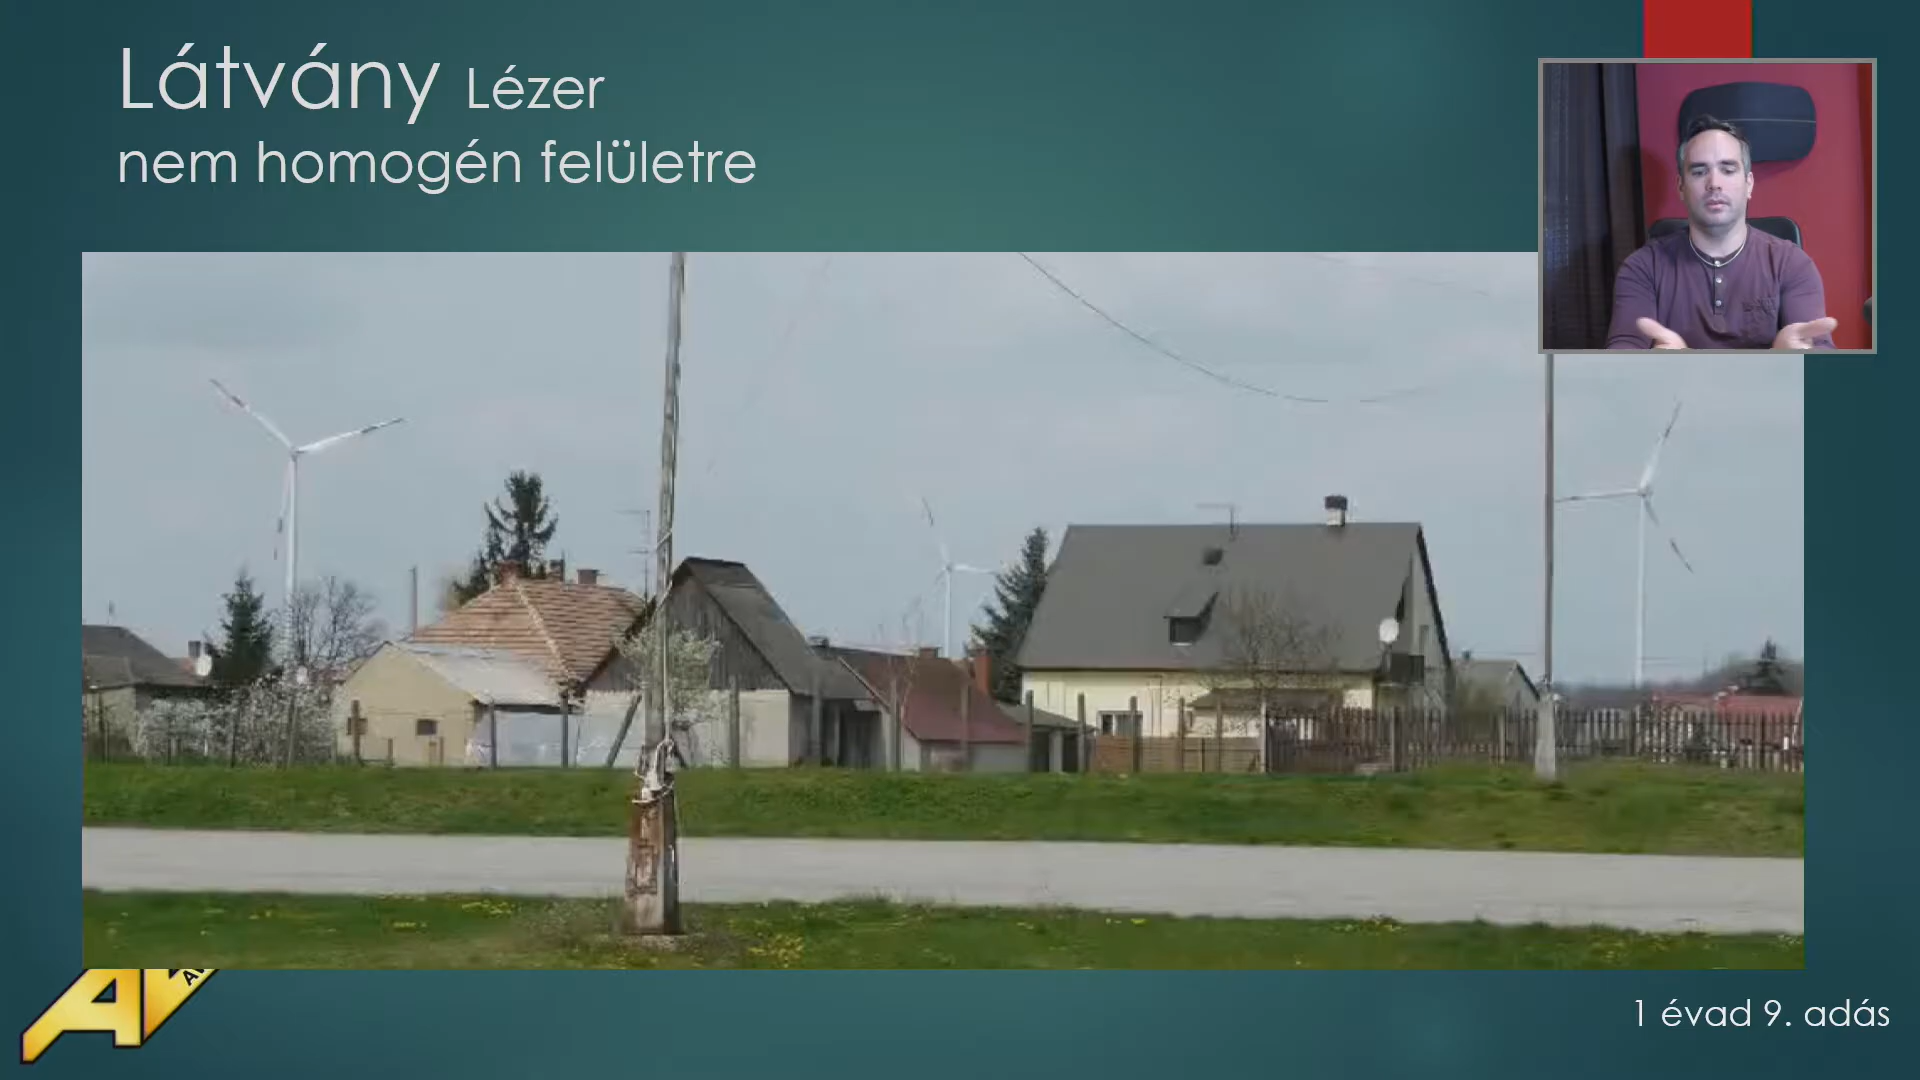 Látvány Lézer
nem homogén felületre
1 évad 9. adás